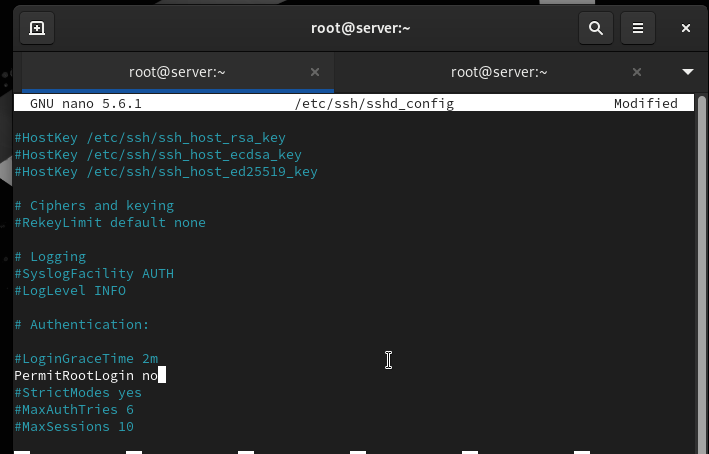 root@server:~
root@server:~ × root@server:~ ×
GNU nano 5.6.1 /etc/ssh/sshd_config Modified
#HostKey /etc/ssh/ssh_host_rsa_key
#HostKey /etc/ssh/ssh_host_ecdsa_key
#HostKey /etc/ssh/ssh_host_ed25519_key
# Ciphers and keying
#RekeyLimit default none
# Logging
#SyslogFacility AUTH
#LogLevel INFO
# Authentication:
#LoginGraceTime 2m
PermitRootLogin no
#StrictModes yes
#MaxAuthTries 6
#MaxSessions 10